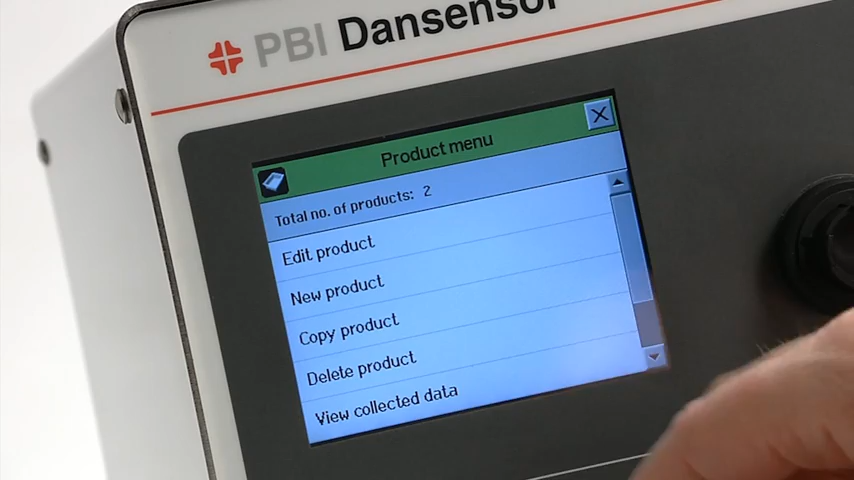 PBI Dansensor
Product menu
Total no. of products: 2
Edit product
New product
Copy product
Delete product
View collected data